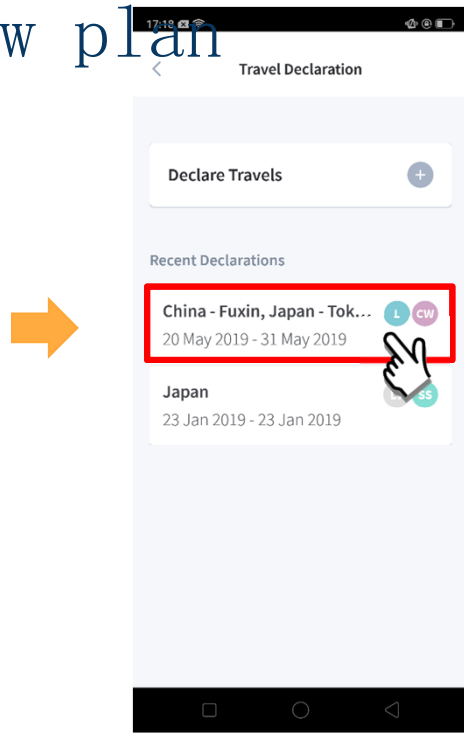 w plan
17:18
Travel Declaration
Declare Travels
Recent Declarations
China - Fuxin, Japan - Tok...
L CW
20 May 2019 - 31 May 2019
Japan
SS
23 Jan 2019 - 23 Jan 2019